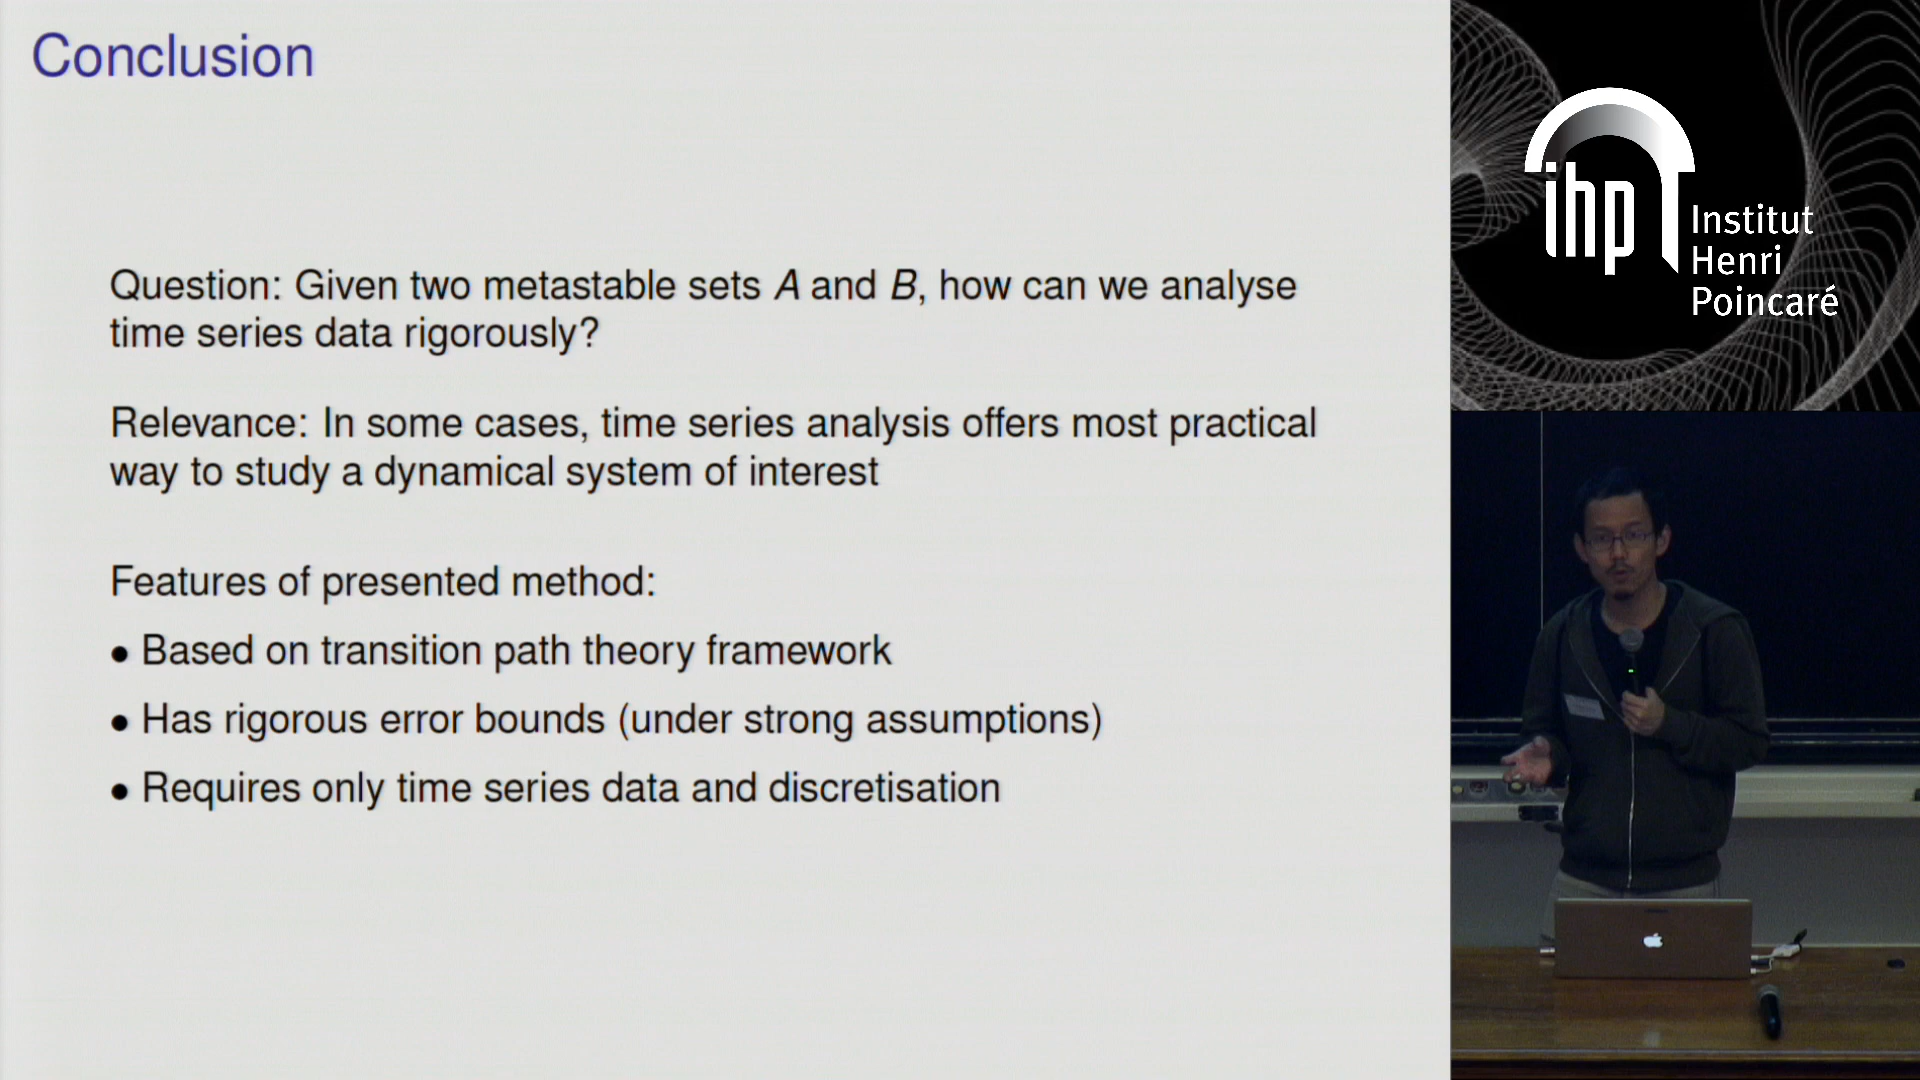 Conclusion
Question: Given two metastable sets A and B, how can we analyse
time series data rigorously?
Relevance: In some cases, time series analysis offers most practical
way to study a dynamical system of interest
Features of presented method:
• Based on transition path theory framework
• Has rigorous error bounds (under strong assumptions)
• Requires only time series data and discretisation
ihp
Institut
Henri
Poincaré